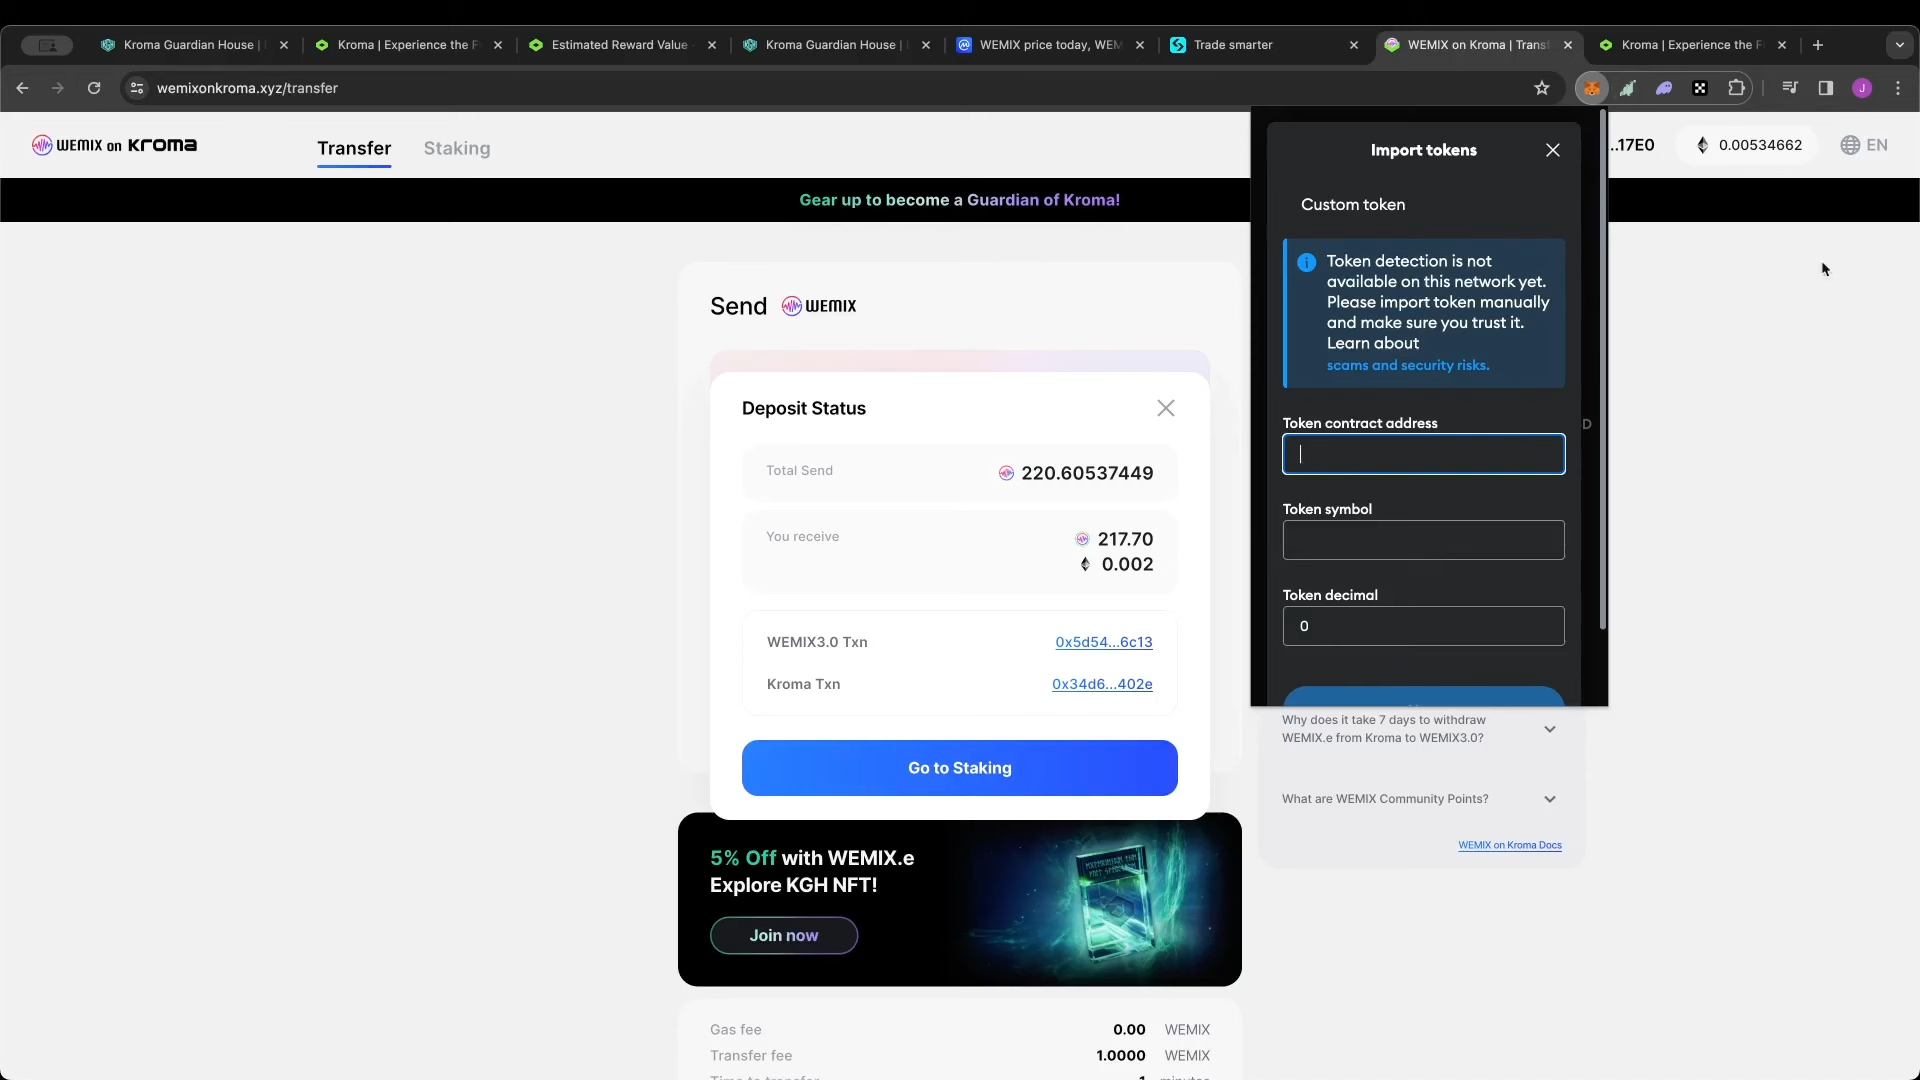 Kroma Guardian House |
Kroma | Experience the F
Estimated Reward Value
Kroma Guardian House |
WEMIX price today, WEM
Trade smarter
WEMIX on Kroma | Transf
Kroma | Experience the F
wemixonkroma.xyz/transfer
J
WEMIX on KROMA
Transfer
Staking
..17E0
0.00534662
EN
Gear up to become a Guardian of Kroma!
Send WEMIX
Deposit Status
Total Send
220.60537449
You receive
217.70
0.002
WEMIX3.0 Txn
0x5d54...6c13
Kroma Txn
0x34d6...402e
Go to Staking
5% Off with WEMIX.e
Explore KGH NFT!
Join now
Gas fee
0.00 WEMIX
Transfer fee
1.0000 WEMIX
Import tokens
Custom token
Token detection is not
available on this network yet.
Please import token manually
and make sure you trust it.
Learn about
scams and security risks.
Token contract address
D
Token symbol
Token decimal
0
Why does it take 7 days to withdraw
WEMIX.e from Kroma to WEMIX3.0?
What are WEMIX Community Points?
WEMIX on Kroma Docs